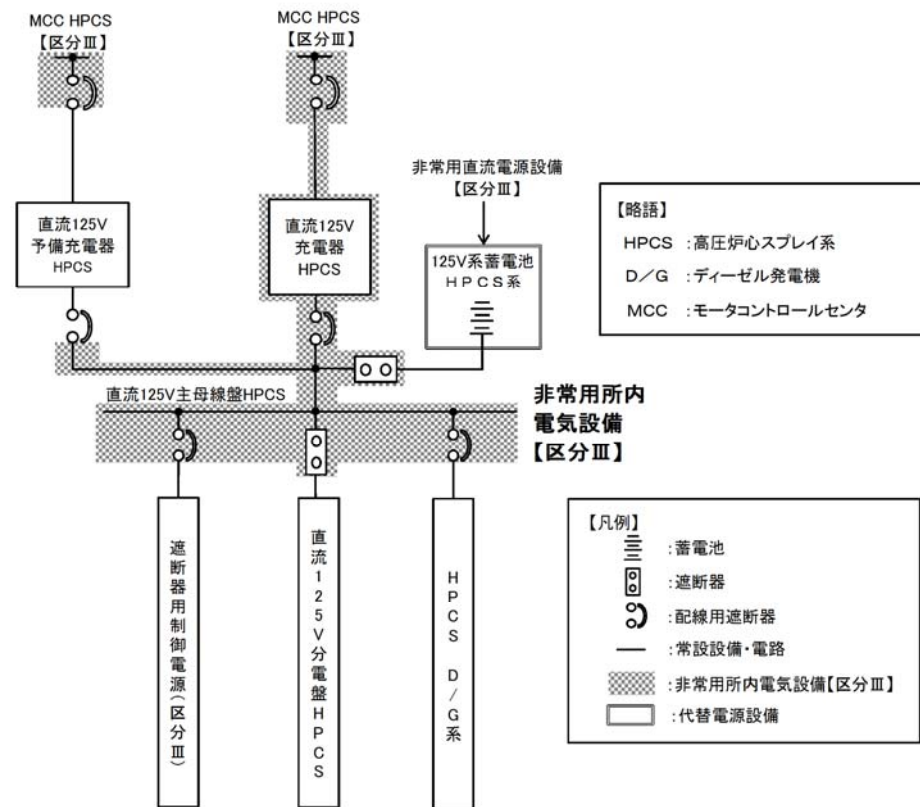 MCC HPCS
【区分Ⅲ】
MCC HPCS
【区分Ⅲ】
非常用直流電源設備
【区分Ⅲ】
直流125V
予備充電器
HPCS
直流125V
充電器
HPCS
125V系蓄電池
HPCS系
【略語】
HPCS :高圧炉心スプレイ系
D/G :ディーゼル発電機
MCC :モータコントロールセンタ
直流125V主母線盤HPCS
非常用所内
電気設備
【区分Ⅲ】
遮断器用制御電源(区分Ⅲ)
直流125V分電盤HPCS
HPCS D/G系
【凡例】
:蓄電池
:遮断器
:配線用遮断器
:常設設備・電路
:非常用所内電気設備【区分Ⅲ】
:代替電源設備